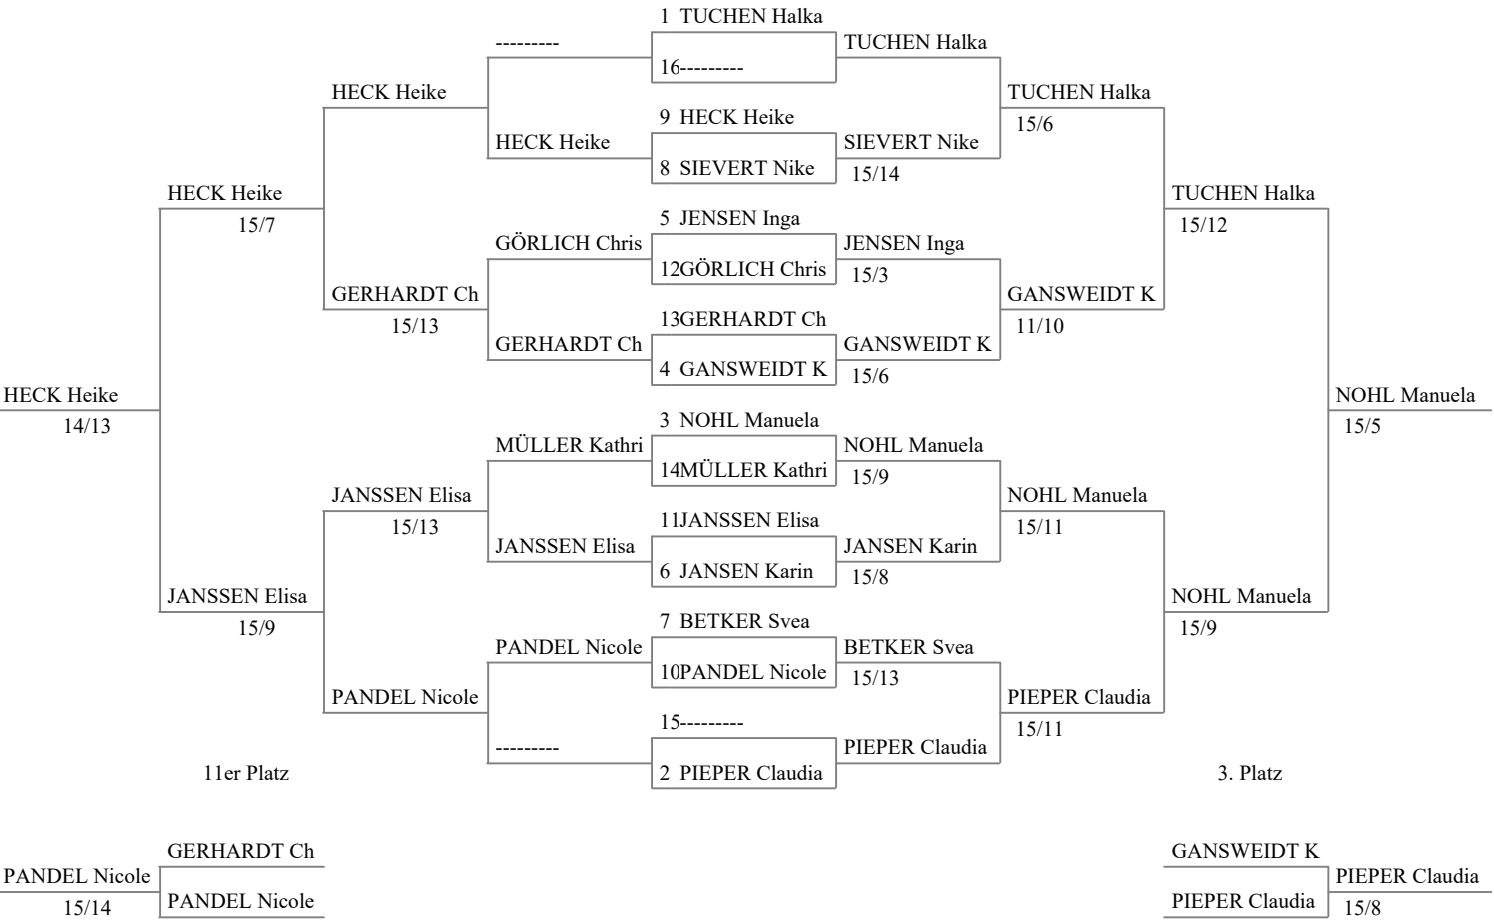 1 TUCHEN Halka
--------- TUCHEN Halka
16---------
HECK Heike TUCHEN Halka
9 HECK Heike 15/6
HECK Heike SIEVERT Nike
8 SIEVERT Nike 15/14
HECK Heike TUCHEN Halka
15/7 5 JENSEN Inga 15/12
GÖRLICH Chris JENSEN Inga
12GÖRLICH Chris 15/3
GERHARDT Ch GANSWEIDT K
15/13 13GERHARDT Ch 11/10
GERHARDT Ch GANSWEIDT K
4 GANSWEIDT K 15/6
HECK Heike NOHL Manuela
14/13 3 NOHL Manuela 15/5
MÜLLER Kathri NOHL Manuela
14MÜLLER Kathri 15/9
JANSSEN Elisa NOHL Manuela
15/13 11JANSSEN Elisa 15/11
JANSSEN Elisa JANSEN Karin
6 JANSEN Karin 15/8
JANSSEN Elisa NOHL Manuela
15/9 7 BETKER Svea 15/9
PANDEL Nicole BETKER Svea
10PANDEL Nicole 15/13
PANDEL Nicole PIEPER Claudia
15--------- 15/11
--------- PIEPER Claudia
11er Platz 2 PIEPER Claudia 3. Platz
GERHARDT Ch GANSWEIDT K
PANDEL Nicole PIEPER Claudia
15/14 PANDEL Nicole PIEPER Claudia 15/8